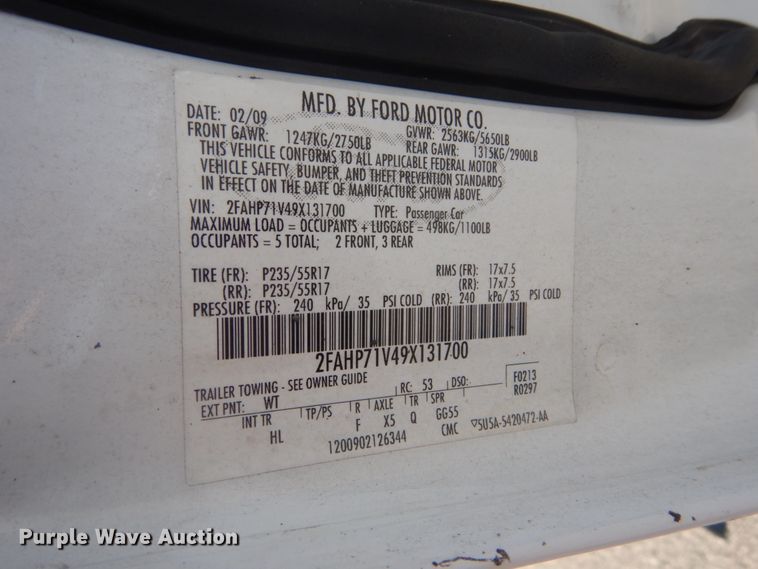 MFD. BY FORD MOTOR CO.
DATE: 02/09
GVWR: 2563KG/5650LB
FRONT GAWR: 1247KG/2750LB
REAR GAWR: 1315KG/2900LB
THIS VEHICLE CONFORMS TO ALL APPLICABLE FEDERAL MOTOR
VEHICLE SAFETY, BUMPER, AND THEFT PREVENTION STANDARDS
IN EFFECT ON THE DATE OF MANUFACTURE SHOWN ABOVE.
VIN: 2FAHP71V49X131700 TYPE: Passenger Car
MAXIMUM LOAD = OCCUPANTS + LUGGAGE = 498KG/1100LB
OCCUPANTS = 5 TOTAL; 2 FRONT, 3 REAR
TIRE (FR): P235/55R17 RIMS (FR): 17x7.5
(RR): P235/55R17 (RR): 17x7.5
PRESSURE (FR): 240 kPa/ 35 PSI COLD (RR): 240 kPa/ 35 PSI COLD
2FAHP71V49X131700
TRAILER TOWING - SEE OWNER GUIDE
F0213
EXT PNT: WT RC: 53 DSO:
R0297
INT TR TP/PS R AXLE TR SPR
HL F X5 Q GG55
1200902126344 CMC ▽5U5A-5420472-AA
Purple Wave Auction